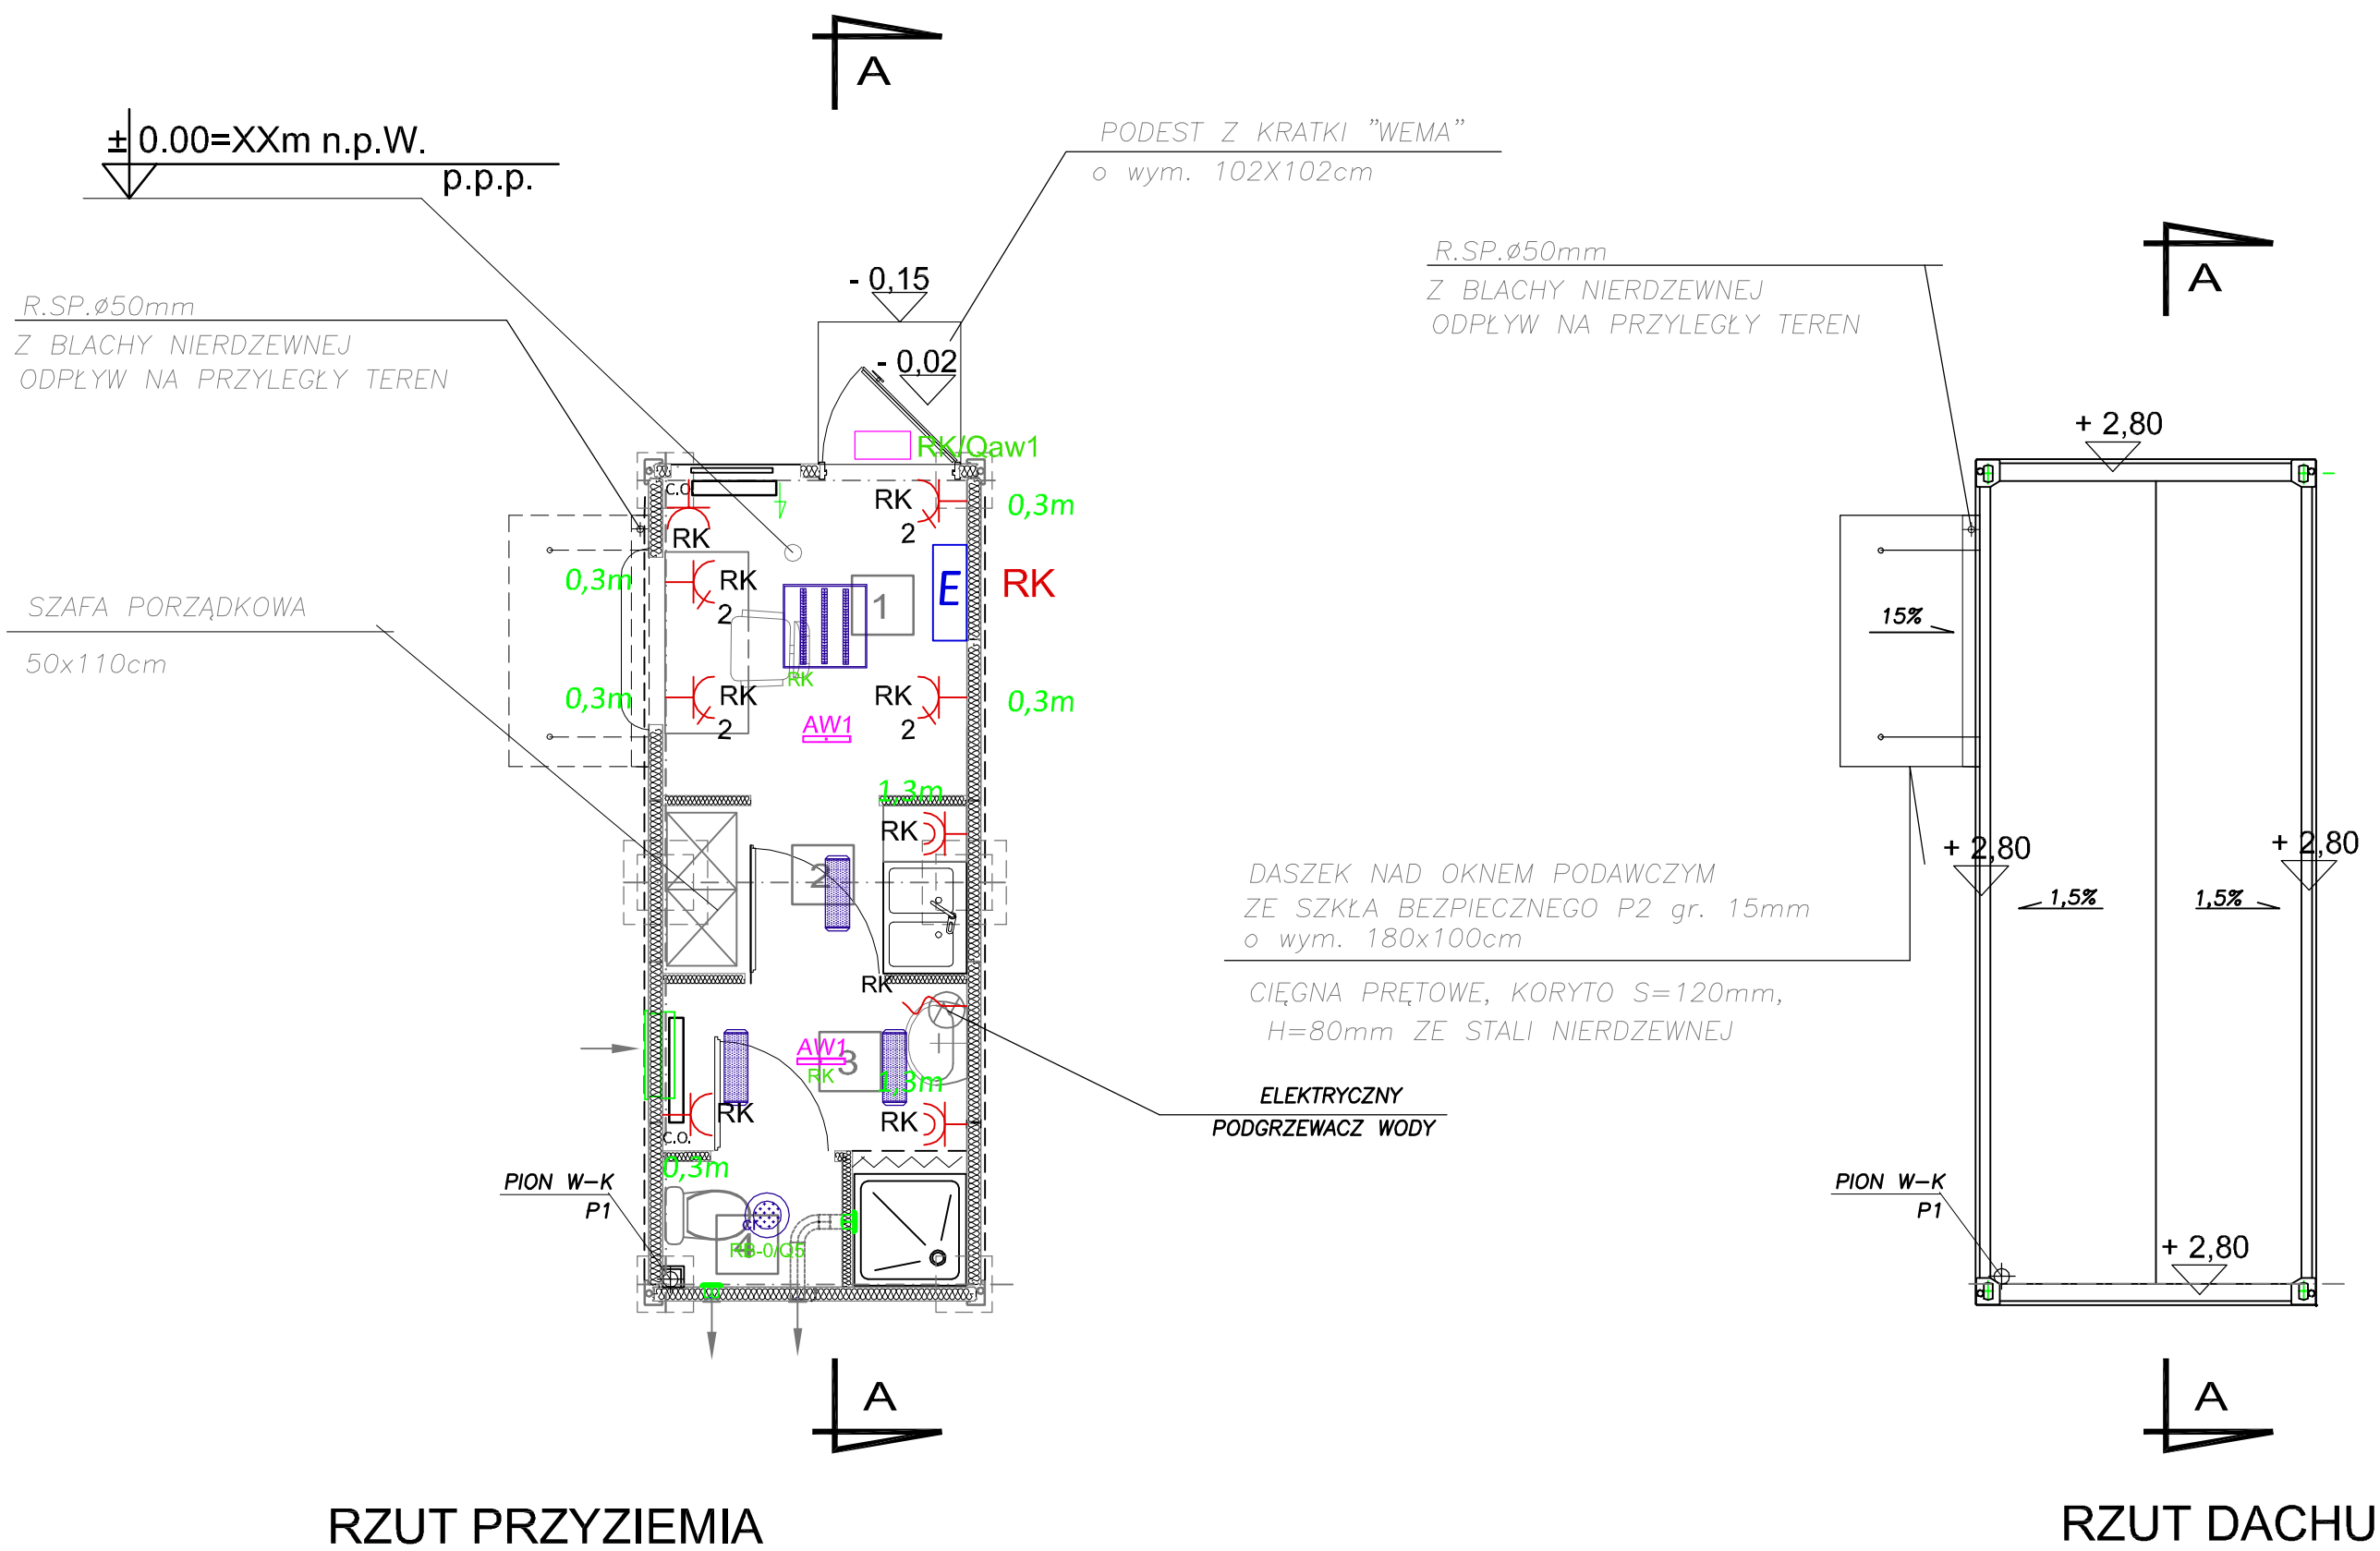 A
± 0.00=XXm n.p.W.
p.p.p.
PODEST Z KRATKI "WEMA"
o wym. 102X102cm
R.SP.ø50mm
Z BLACHY NIERDZEWNEJ
ODPŁYW NA PRZYLEGŁY TEREN
R.SP.ø50mm
Z BLACHY NIERDZEWNEJ
ODPŁYW NA PRZYLEGŁY TEREN
A
- 0,15
- 0,02
RK/Qaw1
C.O.
RK
RK
2
0,3m
0,3m
RK
2
1
E
RK
RK
0,3m
RK
2
RK
2
0,3m
AW1
SZAFA PORZĄDKOWA
50x110cm
1,3m
RK
2
RK
AW1
RK
3
1,3m
RK
RK
C.O.
0,3m
ELEKTRYCZNY
PODGRZEWACZ WODY
PION W-K
P1
4
RB-0/Q5
+ 2,80
15%
+ 2,80
+ 2,80
1,5%
1,5%
DASZEK NAD OKNEM PODAWCZYM
ZE SZKŁA BEZPIECZNEGO P2 gr. 15mm
o wym. 180x100cm
CIĘGNA PRĘTOWE, KORYTO S=120mm,
H=80mm ZE STALI NIERDZEWNEJ
PION W-K
P1
+ 2,80
A
A
RZUT PRZYZIEMIA
RZUT DACHU